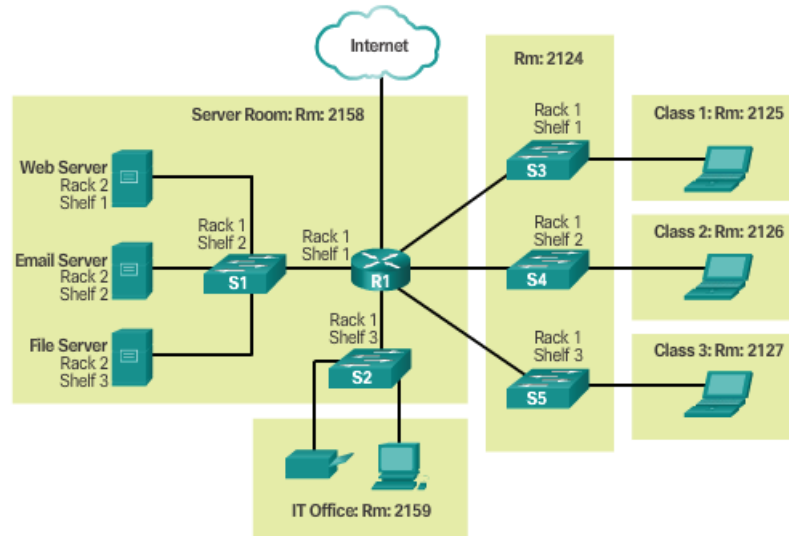 Internet
Server Room: Rm: 2158
Web Server
Rack 2
Shelf 1
Email Server
Rack 2
Shelf 2
File Server
Rack 2
Shelf 3
Rack 1
Shelf 2
S1
Rack 1
Shelf 1
R1
Rack 1
Shelf 3
S2
IT Office: Rm: 2159
Rm: 2124
Rack 1
Shelf 1
S3
Rack 1
Shelf 2
S4
Rack 1
Shelf 3
S5
Class 1: Rm: 2125
Class 2: Rm: 2126
Class 3: Rm: 2127